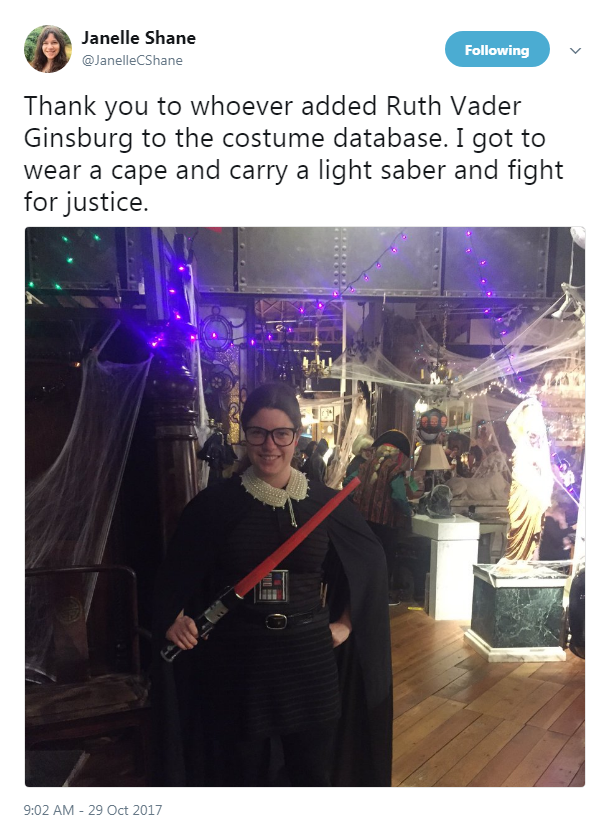 Janelle Shane
@JanelleCShane
Following
Thank you to whoever added Ruth Vader
Ginsburg to the costume database. I got to
wear a cape and carry a light saber and fight
for justice.
9:02 AM - 29 Oct 2017